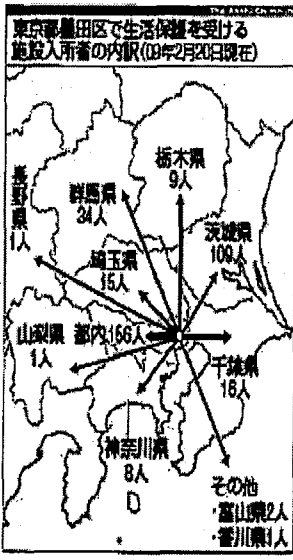 東京都墨田区で生活保護を受ける
施設入所者の内訳(09年2月20日現在)
栃木県
9人
群馬県
34人
長野県
1人
茨城県
109人
埼玉県
15人
山梨県
1人
都内156人
千葉県
16人
神奈川県
8人
その他
・富山県2人
・香川県1人